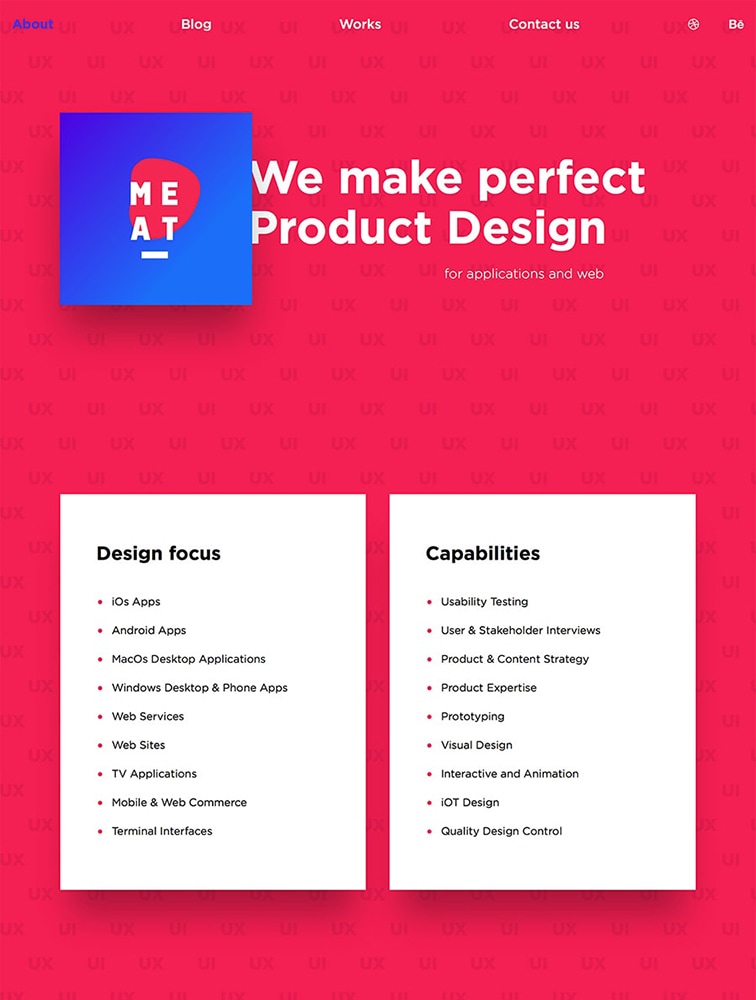 About Blog Works Contact us Bē
ME
AT
We make perfect
Product Design
for applications and web
Design focus
iOs Apps
Android Apps
MacOs Desktop Applications
Windows Desktop & Phone Apps
Web Services
Web Sites
TV Applications
Mobile & Web Commerce
Terminal Interfaces
Capabilities
Usability Testing
User & Stakeholder Interviews
Product & Content Strategy
Product Expertise
Prototyping
Visual Design
Interactive and Animation
iOT Design
Quality Design Control
UX UI